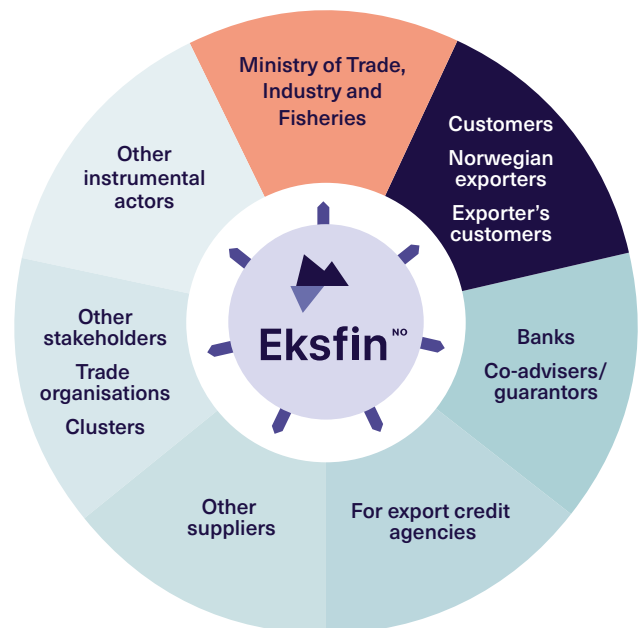 Ministry of Trade,
Industry and
Fisheries
Customers
Norwegian
exporters
Exporter's
customers
Banks
Co-advisers/
guarantors
For export credit
agencies
Other
suppliers
Other
stakeholders
Trade
organisations
Clusters
Other
instrumental
actors
Eksfin NO